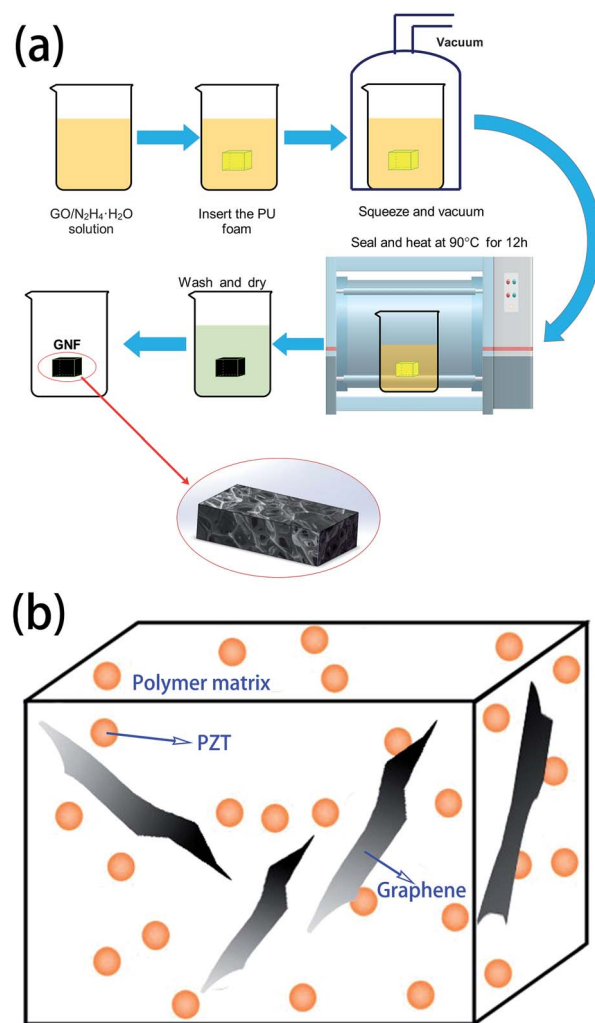 (a)
Vacuum
GO/N₂H₄·H₂O
solution
Insert the PU
foam
Squeeze and vacuum
Seal and heat at 90°C for 12h
Wash and dry
GNF
(b)
Polymer matrix
PZT
Graphene